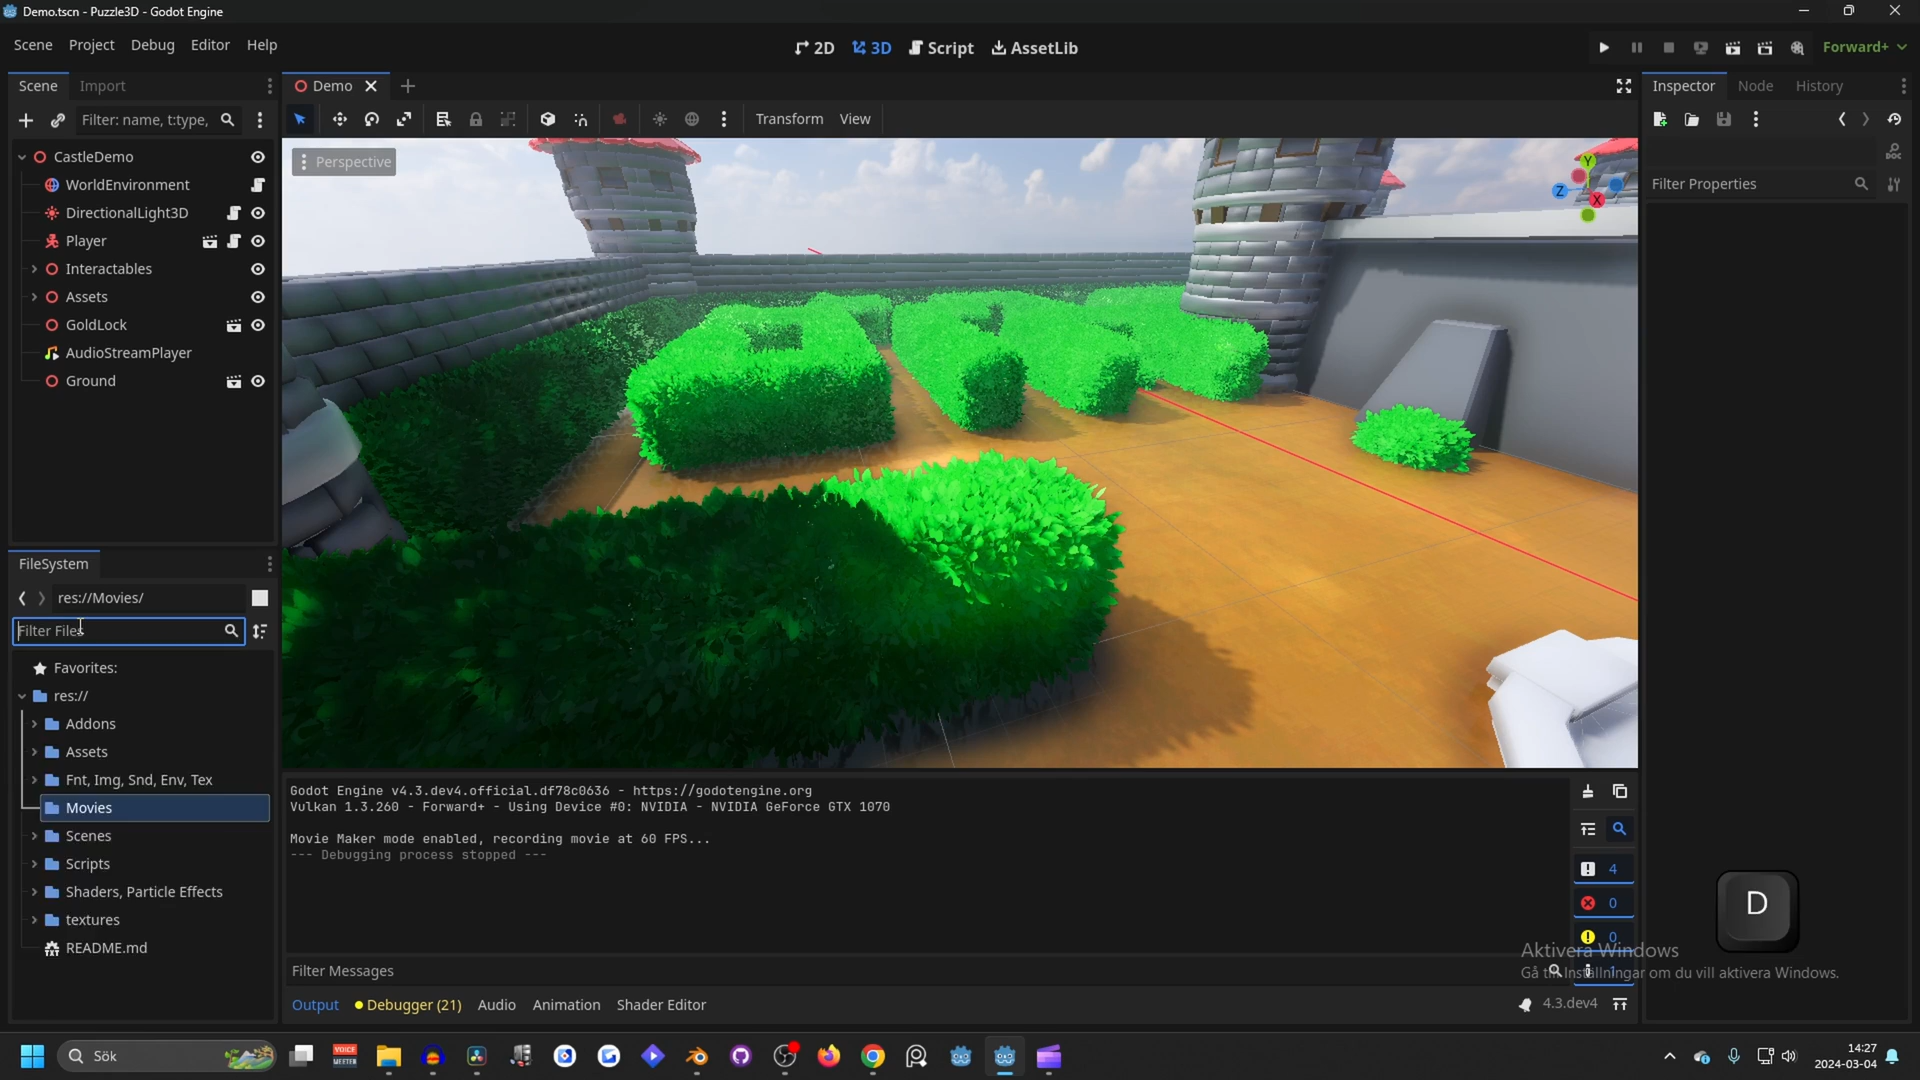 Demo.tscn - Puzzle3D - Godot Engine
Scene Project Debug Editor Help
2D 3D Script AssetLib
Forward+
Scene Import
Demo
Inspector Node History
Filter: name, t:type,
Transform View
CastleDemo
WorldEnvironment
DirectionalLight3D
Player
Interactables
Assets
GoldLock
AudioStreamPlayer
Ground
Perspective
Y
Z
X
DOC
Filter Properties
FileSystem
res://Movies/
Filter Files
Favorites:
res://
Addons
Assets
Fnt, Img, Snd, Env, Tex
Movies
Scenes
Scripts
Shaders, Particle Effects
textures
README.md
Godot Engine v4.3.dev4.official.df78c0636 - https://godotengine.org
Vulkan 1.3.260 - Forward+ - Using Device #0: NVIDIA - NVIDIA GeForce GTX 1070
Movie Maker mode enabled, recording movie at 60 FPS...
--- Debugging process stopped ---
4
0
0
Filter Messages
Output Debugger (21) Audio Animation Shader Editor
4.3.dev4
D
Aktivera Windows
Gå till Inställningar om du vill aktivera Windows.
Sök
VOICE
MEETER
14:27
2024-03-04